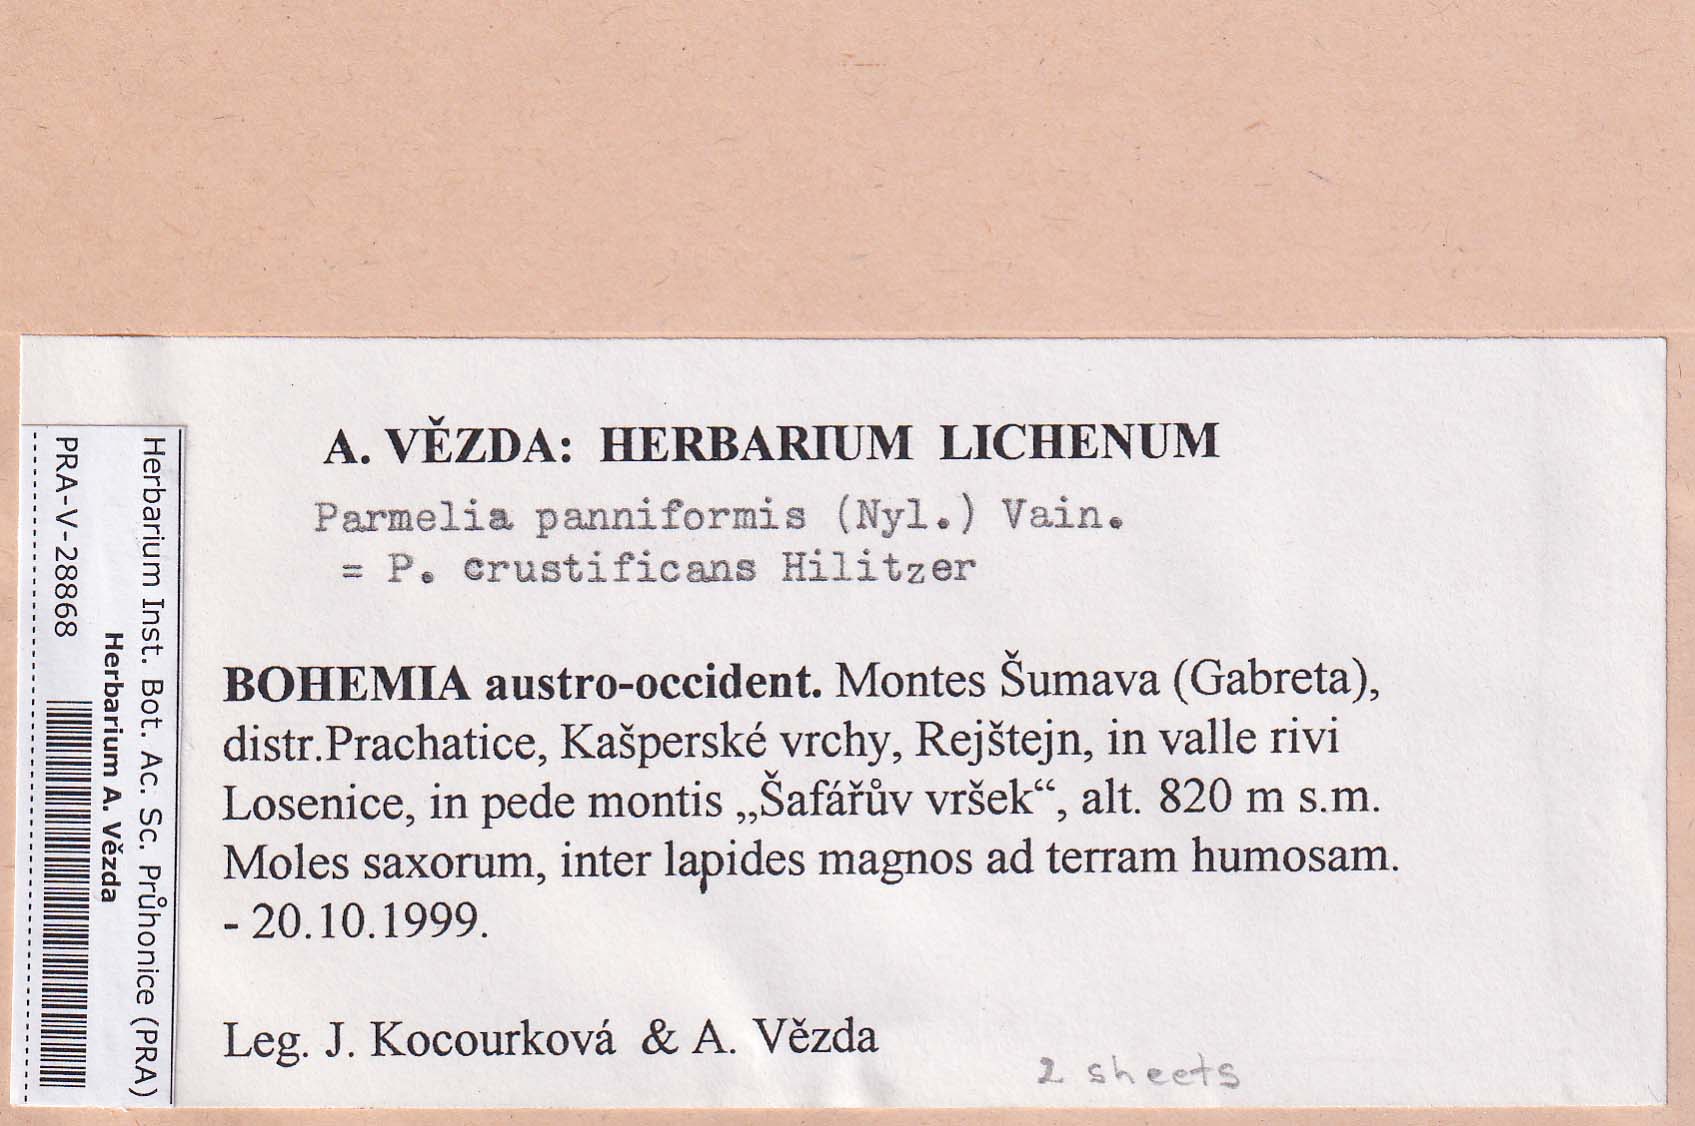 A. VĚZDA: HERBARIUM LICHENUM
Parmelia panniformis (Nyl.) Vain.
= P. crustificans Hilitzer
BOHEMIA austro-occident. Montes Šumava (Gabreta),
distr.Prachatice, Kašperské vrchy, Rejštejn, in valle rivi
Losenice, in pede montis „Šafářův vršek“, alt. 820 m s.m.
Moles saxorum, inter lapides magnos ad terram humosam.
- 20.10.1999.
Leg. J. Kocourková & A. Vězda
2 sheets
Herbarium Inst. Bot. Ac. Sc. Průhonice (PRA)
Herbarium A. Vězda
PRA-V-28868